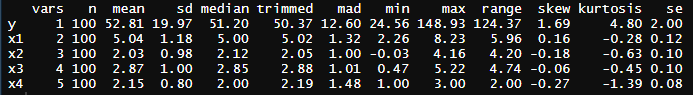 vars n mean sd median trimmed mad min max range skew kurtosis se
y 1 100 52.81 19.97 51.20 50.37 12.60 24.56 148.93 124.37 1.69 4.80 2.00
x1 2 100 5.04 1.18 5.00 5.02 1.32 2.26 8.23 5.96 0.16 -0.28 0.12
x2 3 100 2.03 0.98 2.12 2.05 1.00 -0.03 4.16 4.20 -0.18 -0.63 0.10
x3 4 100 2.87 1.00 2.85 2.88 1.01 0.47 5.22 4.74 -0.06 -0.45 0.10
x4 5 100 2.15 0.80 2.00 2.19 1.48 1.00 3.00 2.00 -0.27 -1.39 0.08